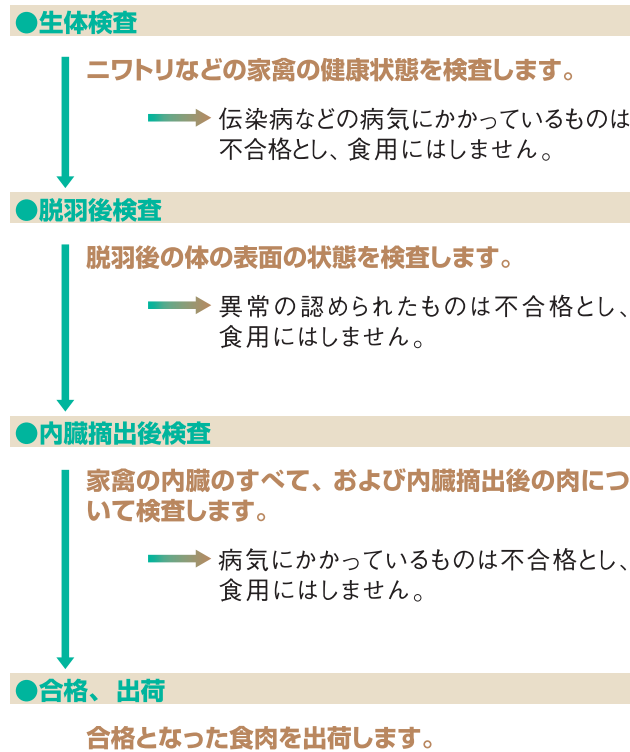 ●生体検査
ニワトリなどの家禽の健康状態を検査します。
伝染病などの病気にかかっているものは
不合格とし、食用にはしません。
●脱羽後検査
脱羽後の体の表面の状態を検査します。
異常の認められたものは不合格とし、
食用にはしません。
●内臓摘出後検査
家禽の内臓のすべて、および内臓摘出後の肉につ
いて検査します。
病気にかかっているものは不合格とし、
食用にはしません。
●合格、出荷
合格となった食肉を出荷します。